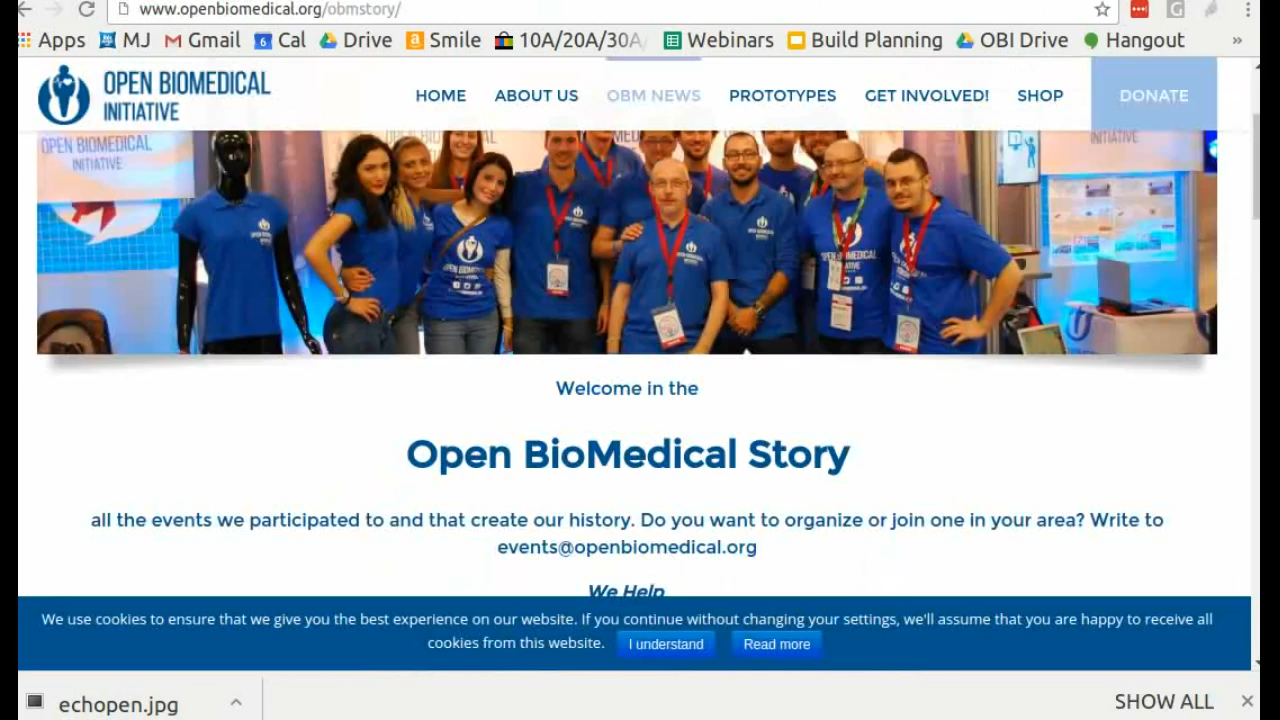 www.openbiomedical.org/obmstory/
Apps MJ Gmail 6 Cal Drive a Smile 10A/20A/30A/ Webinars Build Planning OBI Drive Hangout »
OPEN BIOMEDICAL
INITIATIVE
HOME ABOUT US OBM NEWS PROTOTYPES GET INVOLVED! SHOP DONATE
OPEN BIOMEDICAL
INITIATIVE
INITIATIVE
OPEN BIOMEDICAL
Welcome in the
Open BioMedical Story
all the events we participated to and that create our history. Do you want to organize or join one in your area? Write to
events@openbiomedical.org
We Help
We use cookies to ensure that we give you the best experience on our website. If you continue without changing your settings, we'll assume that you are happy to receive all
cookies from this website. I understand Read more
echopen.jpg SHOW ALL